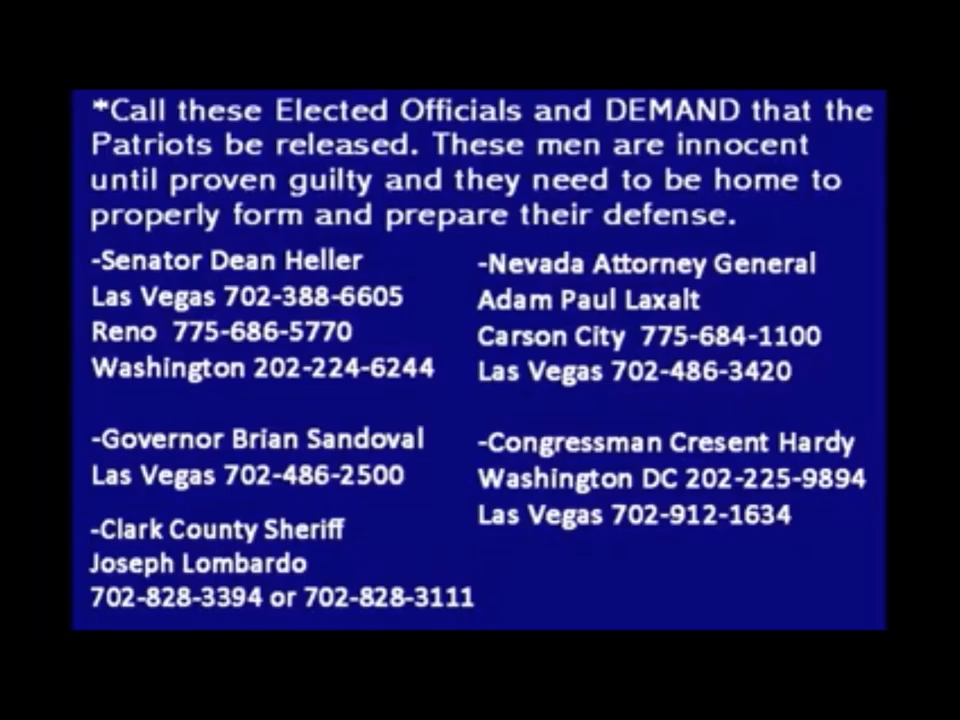 *Call these Elected Officials and DEMAND that the
Patriots be released. These men are innocent
until proven guilty and they need to be home to
properly form and prepare their defense.
-Senator Dean Heller
Las Vegas 702-388-6605
Reno 775-686-5770
Washington 202-224-6244
-Governor Brian Sandoval
Las Vegas 702-486-2500
-Clark County Sheriff
Joseph Lombardo
702-828-3394 or 702-828-3111
-Nevada Attorney General
Adam Paul Laxalt
Carson City 775-684-1100
Las Vegas 702-486-3420
-Congressman Cresent Hardy
Washington DC 202-225-9894
Las Vegas 702-912-1634